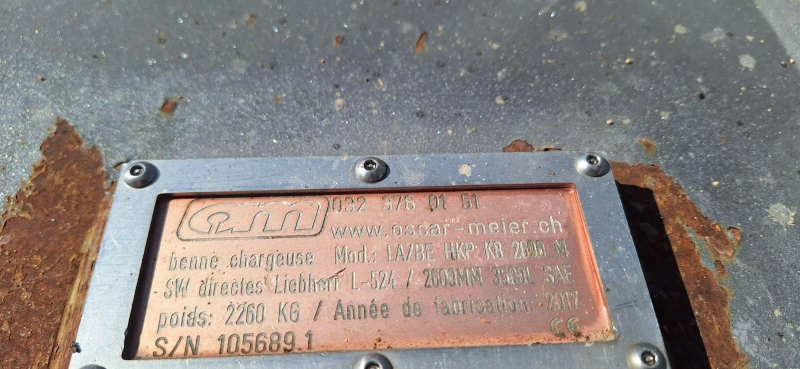 om 032 376 01 51
www.oscar-meier.ch
benne chargeuse Mod.: LA/BE HKP K8 2600 M
SW directes Liebherr L-524 / 2600MM 3500L SAE
poids: 2260 KG / Année de fabrication: 2017
S/N 105689.1 CE